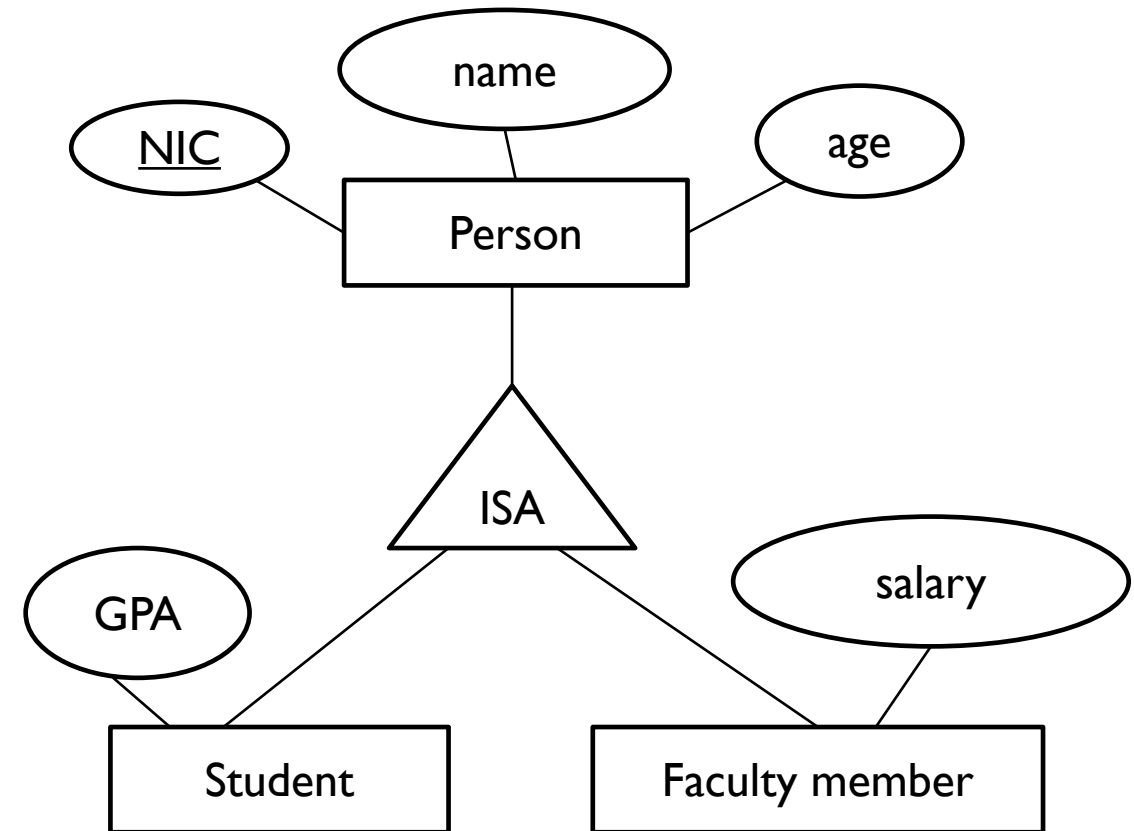 name
NIC
age
Person
ISA
GPA
salary
Student
Faculty member